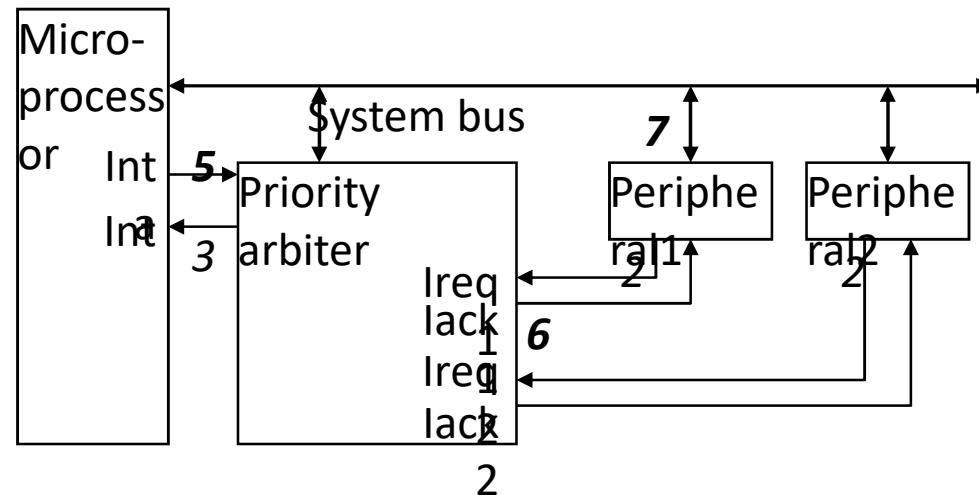 Micro-
process
or
System bus
7
Int
a
5
Int
3
Priority
arbiter
Periphe
ral1
2
Periphe
ral2
2
Ireq
1
Iack
1
6
Ireq
2
Iack
2